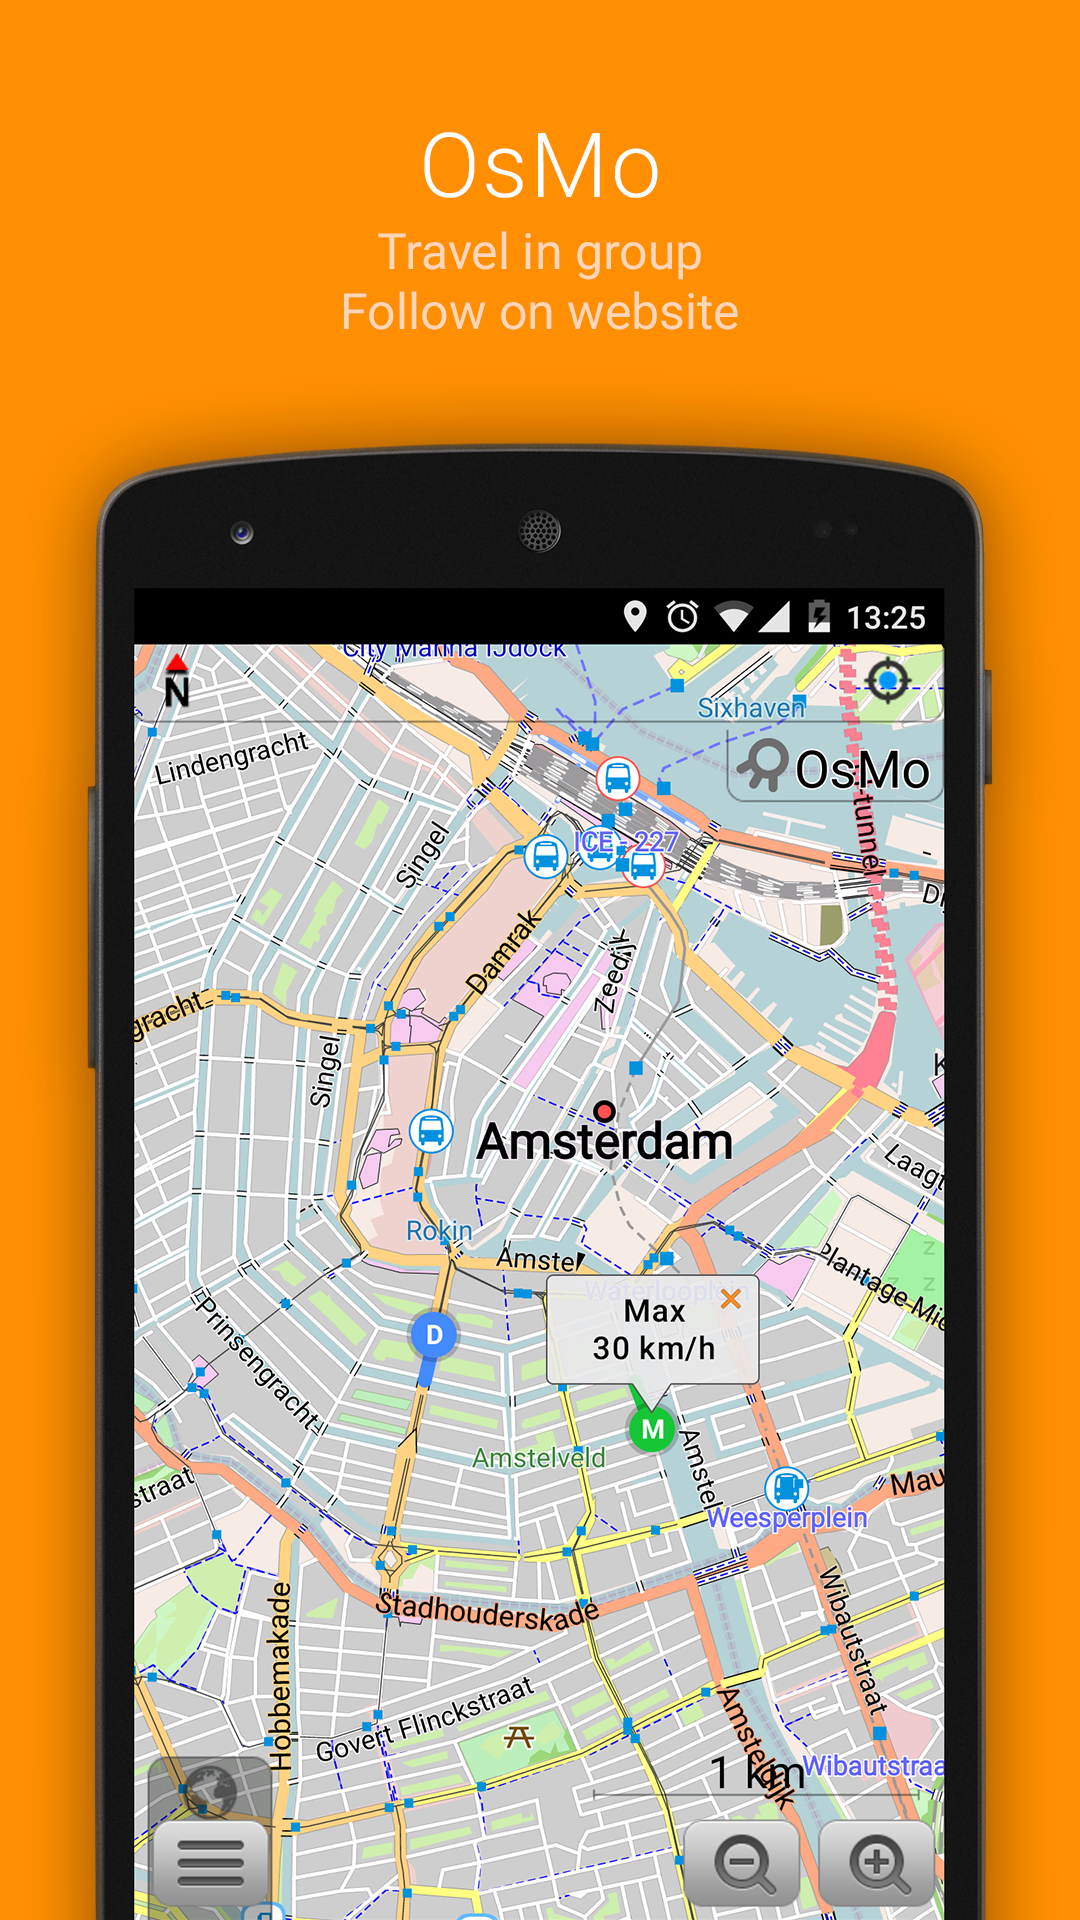 OsMo
Travel in group
Follow on website
13:25
City Marina IJdock
N
Sixhaven
Lindengracht
OsMo
tunnel
Singel
ICE - 227
Damrak
Zeedijk
gracht
Singel
Amsterdam
Laagt
Rokin
Amstel
Plantage Mid
Waterlooplein
Max
30 km/h
D
Prinsengracht
M
Amstelveld
Amstel
straat
Mau
Weesperplein
Stadhouderskade
Wibautstraat
Hobbemakade
Govert Flinckstraat
Amsteldijk
1 km
Wibautstraa